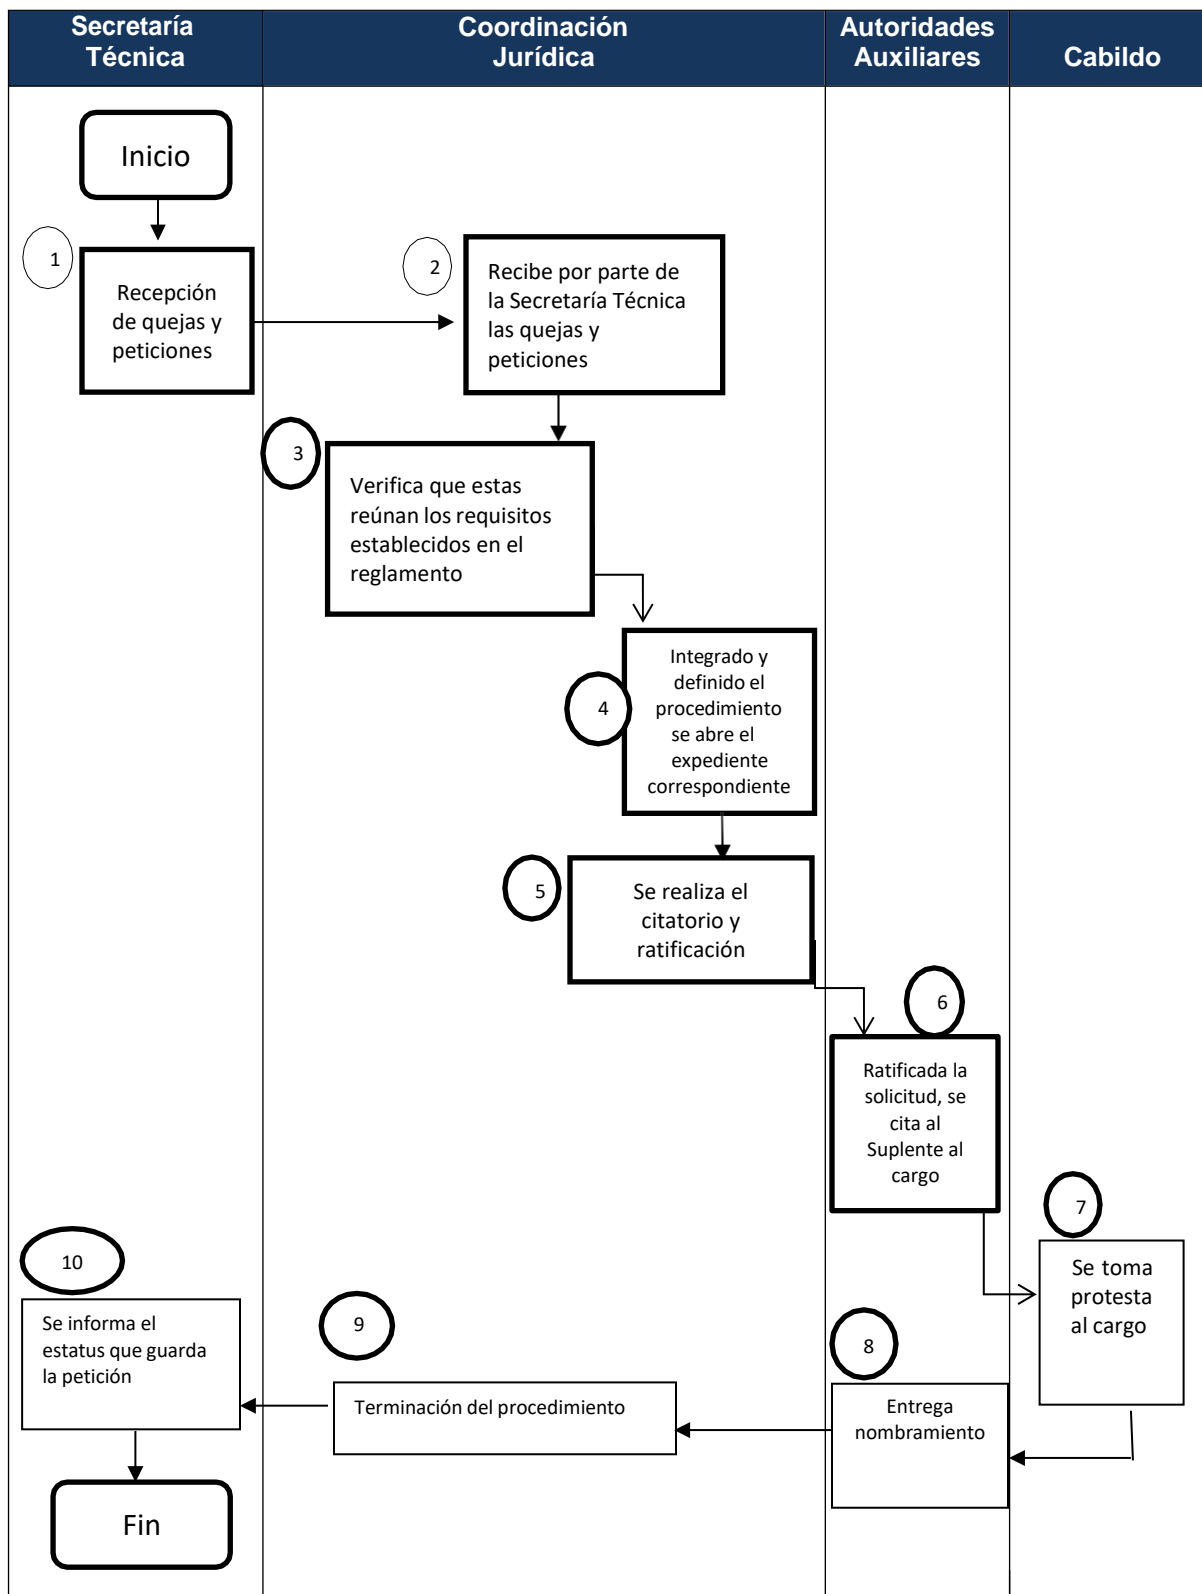 Secretaría
Técnica
Coordinación
Jurídica
Autoridades
Auxiliares
Cabildo
Inicio
1
Recepción
de quejas y
peticiones
2
Recibe por parte de
la Secretaría Técnica
las quejas y
peticiones
3
Verifica que estas
reúnan los requisitos
establecidos en el
reglamento
4
Integrado y
definido el
procedimiento
se abre el
expediente
correspondiente
5
Se realiza el
citatorio y
ratificación
6
Ratificada la
solicitud, se
cita al
Suplente al
cargo
7
Se toma
protesta
al cargo
8
Entrega
nombramiento
9
Terminación del procedimiento
10
Se informa el
estatus que guarda
la petición
Fin